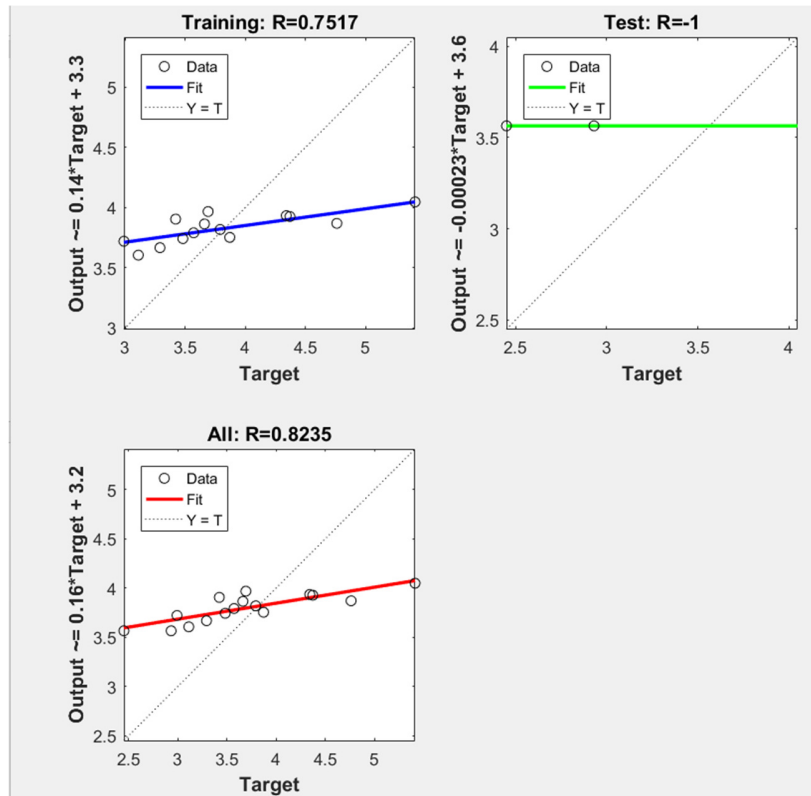 Training: R=0.7517
Output ~= 0.14*Target + 3.3
5
4.5
4
3.5
3
Data
Fit
Y = T
3
3.5
4
4.5
5
Target
Test: R=-1
Output ~= -0.00023*Target + 3.6
4
3.5
3
2.5
Data
Fit
Y = T
2.5
3
3.5
4
Target
All: R=0.8235
Output ~= 0.16*Target + 3.2
5
4.5
4
3.5
3
2.5
Data
Fit
Y = T
2.5
3
3.5
4
4.5
5
Target